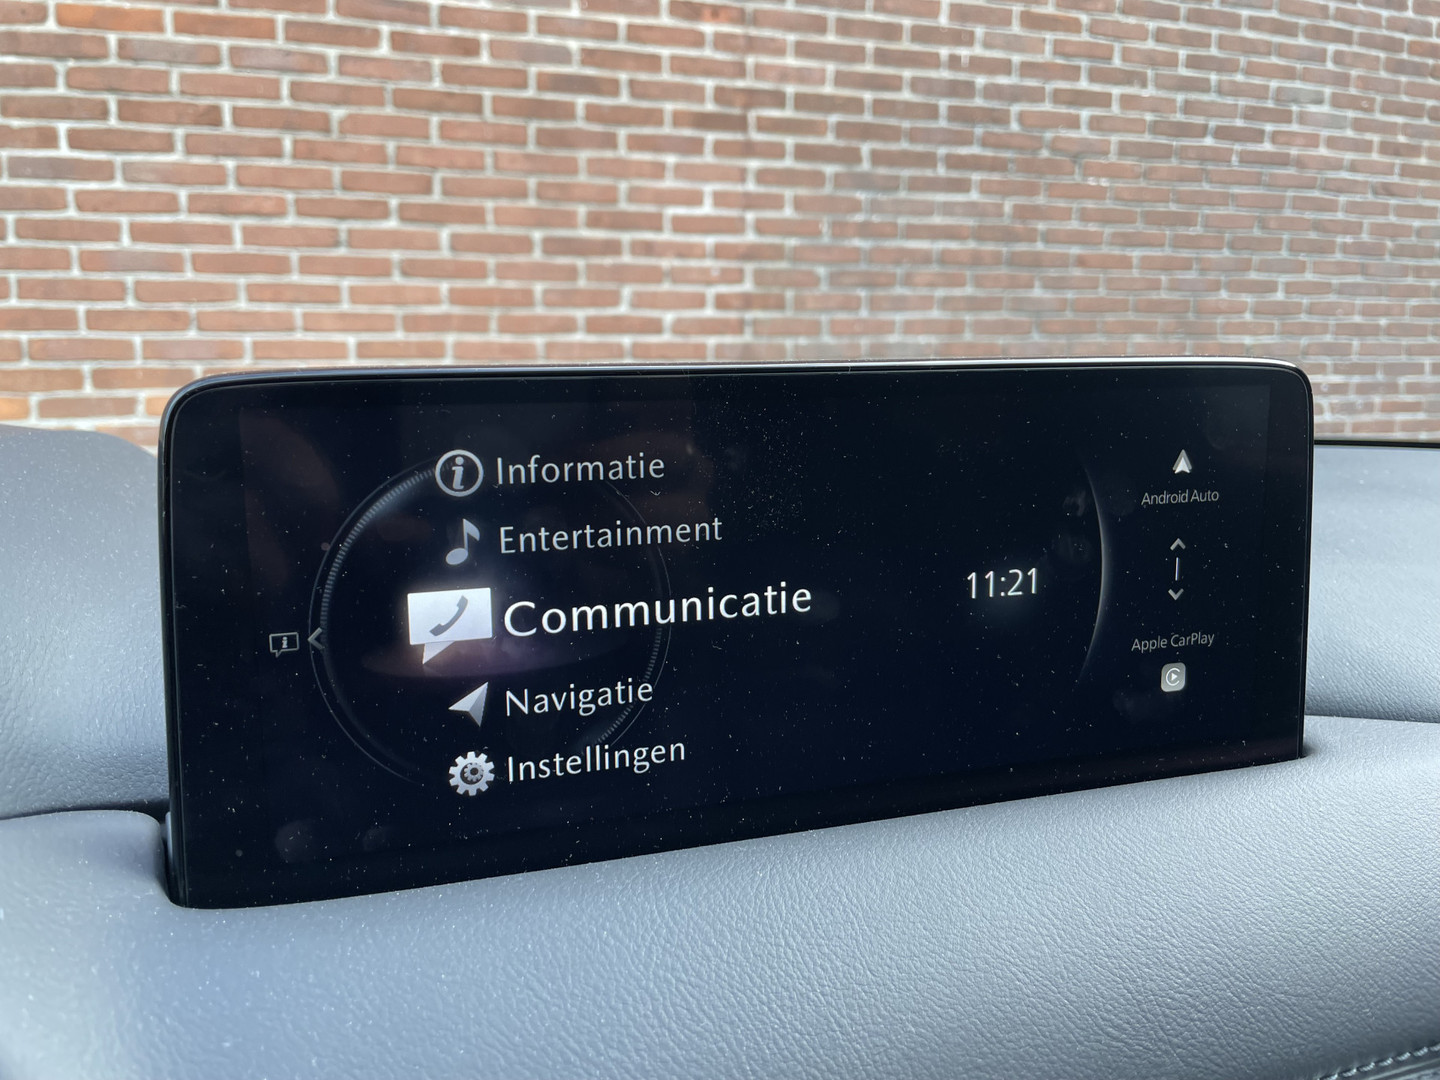 Informatie
Entertainment
Communicatie
Navigatie
Instellingen
11:21
Android Auto
Apple CarPlay